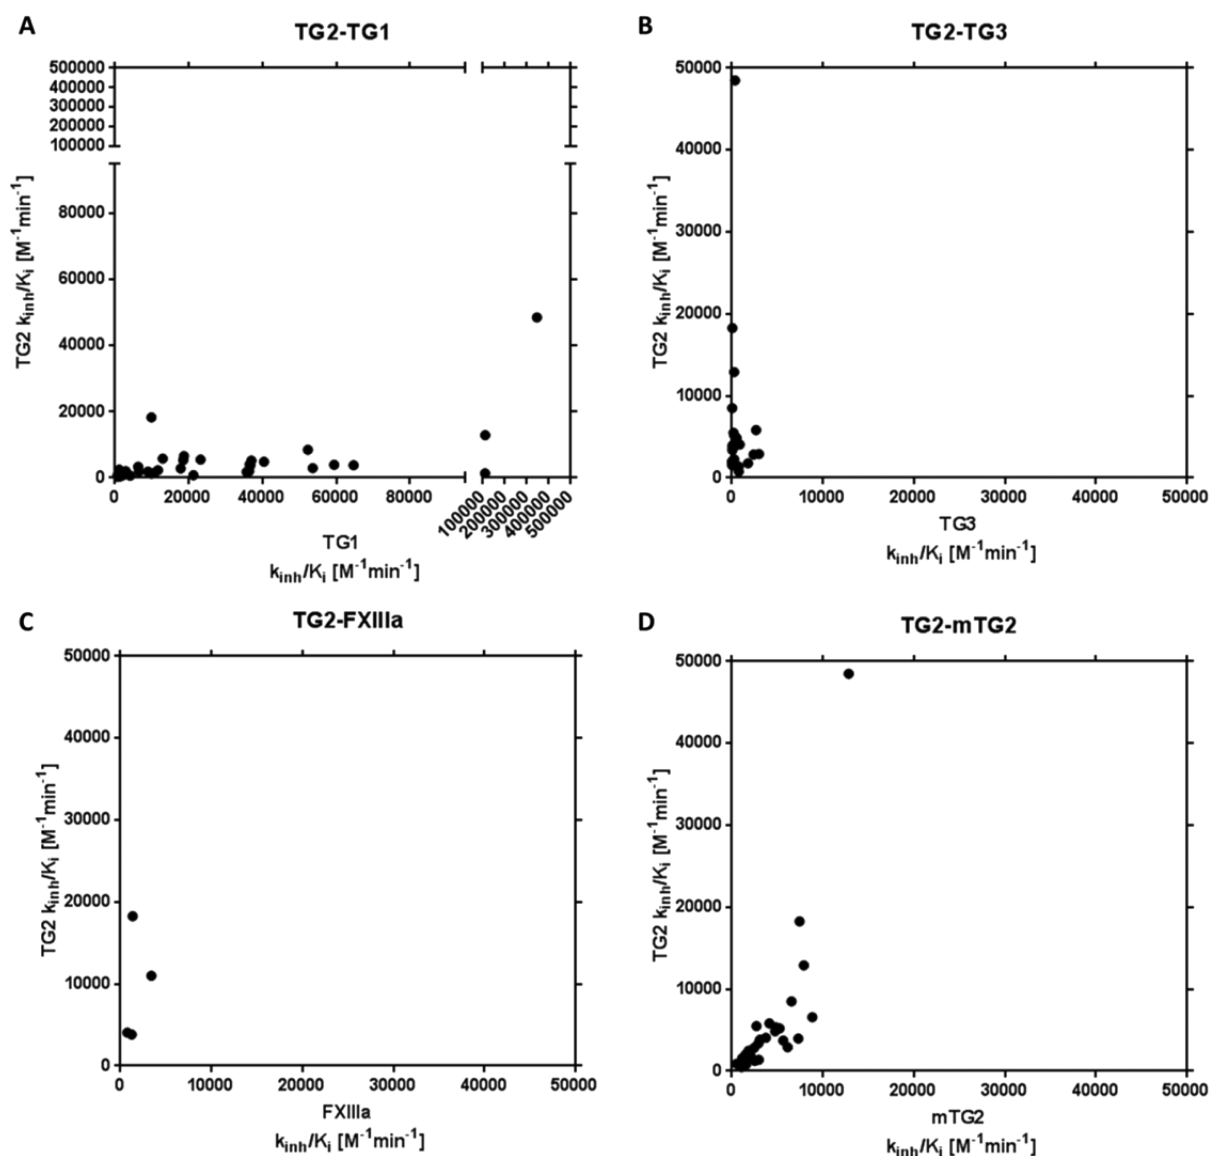 A
TG2-TG1
500000
400000
300000
200000
100000
80000
60000
40000
20000
0
TG2 kinh/Ki [M-1min-1]
0 20000 40000 60000 80000 100000 200000 300000 400000 500000
TG1
kinh/Ki [M-1min-1]
B
TG2-TG3
50000
40000
30000
20000
10000
0
TG2 kinh/Ki [M-1min-1]
0 10000 20000 30000 40000 50000
TG3
kinh/Ki [M-1min-1]
C
TG2-FXIIIa
50000
40000
30000
20000
10000
0
TG2 kinh/Ki [M-1min-1]
0 10000 20000 30000 40000 50000
FXIIIa
kinh/Ki [M-1min-1]
D
TG2-mTG2
50000
40000
30000
20000
10000
0
TG2 kinh/Ki [M-1min-1]
0 10000 20000 30000 40000 50000
mTG2
kinh/Ki [M-1min-1]